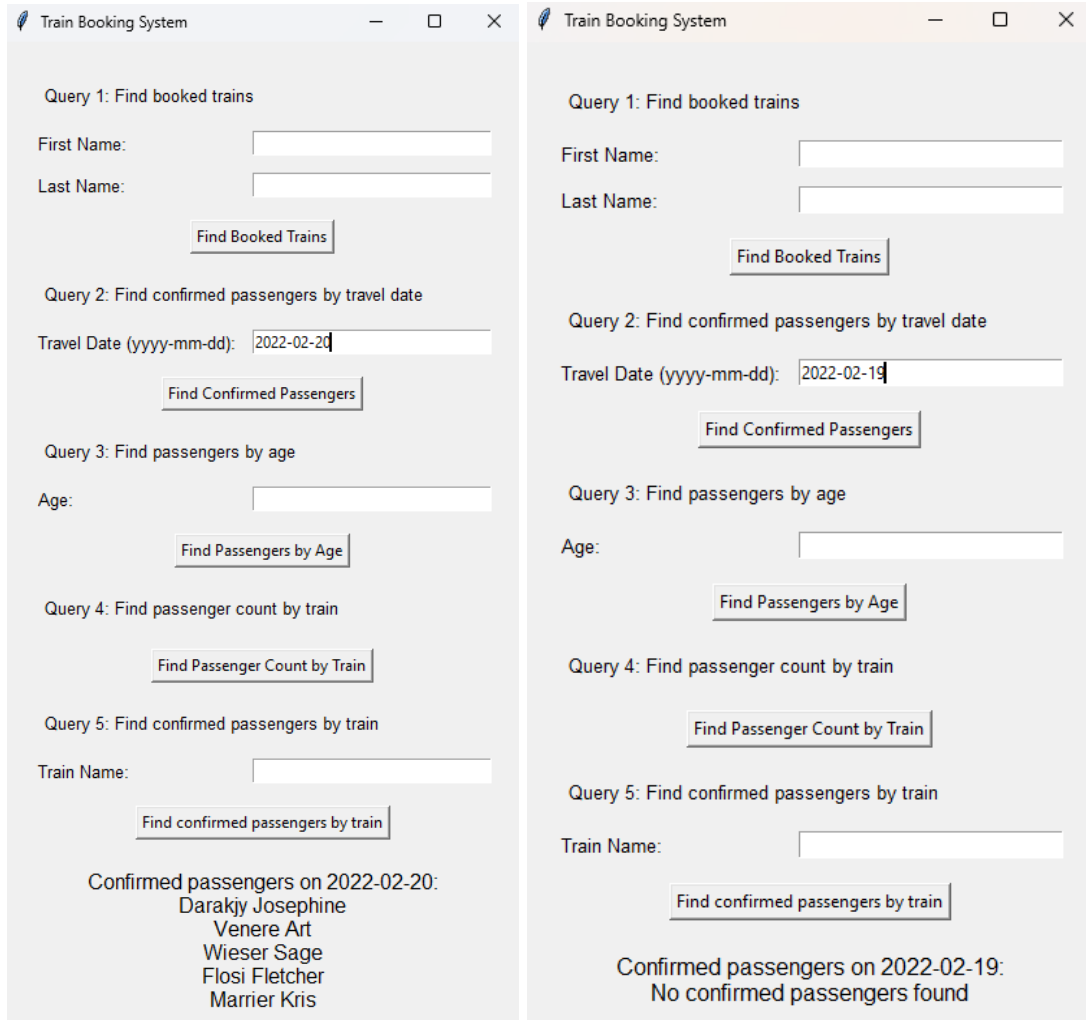 Train Booking System
Query 1: Find booked trains
First Name:
Last Name:
Find Booked Trains
Query 2: Find confirmed passengers by travel date
Travel Date (yyyy-mm-dd): 2022-02-20
Find Confirmed Passengers
Query 3: Find passengers by age
Age:
Find Passengers by Age
Query 4: Find passenger count by train
Find Passenger Count by Train
Query 5: Find confirmed passengers by train
Train Name:
Find confirmed passengers by train
Confirmed passengers on 2022-02-20:
Darakjy Josephine
Venere Art
Wieser Sage
Flosi Fletcher
Marrier Kris
Train Booking System
Query 1: Find booked trains
First Name:
Last Name:
Find Booked Trains
Query 2: Find confirmed passengers by travel date
Travel Date (yyyy-mm-dd): 2022-02-19
Find Confirmed Passengers
Query 3: Find passengers by age
Age:
Find Passengers by Age
Query 4: Find passenger count by train
Find Passenger Count by Train
Query 5: Find confirmed passengers by train
Train Name:
Find confirmed passengers by train
Confirmed passengers on 2022-02-19:
No confirmed passengers found